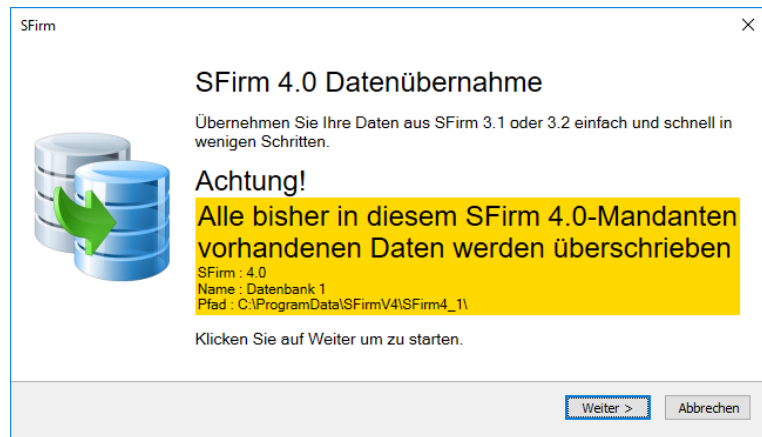 SFirm
SFirm 4.0 Datenübernahme
Übernehmen Sie Ihre Daten aus SFirm 3.1 oder 3.2 einfach und schnell in
wenigen Schritten.
Achtung!
Alle bisher in diesem SFirm 4.0-Mandanten
vorhandenen Daten werden überschrieben
SFirm : 4.0
Name : Datenbank 1
Pfad : C:\ProgramData\SFirmV4\SFirm4_1\
Klicken Sie auf Weiter um zu starten.
Weiter >
Abbrechen